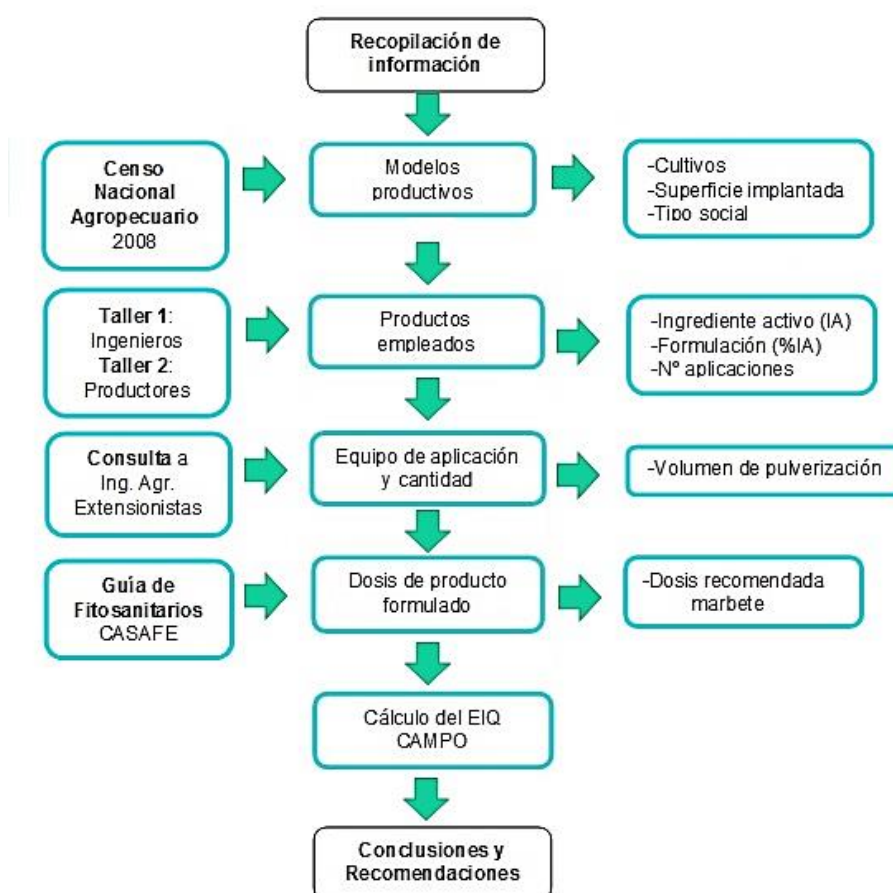 Recopilación de
información
Censo
Nacional
Agropecuario
2008
Modelos
productivos
-Cultivos
-Superficie implantada
-Tipo social
Taller 1:
Ingenieros
Taller 2:
Productores
Productos
empleados
-Ingrediente activo (IA)
-Formulación (%IA)
-Nº aplicaciones
Consulta a
Ing. Agr.
Extensionistas
Equipo de aplicación
y cantidad
-Volumen de pulverización
Guía de
Fitosanitarios
CASAFE
Dosis de producto
formulado
-Dosis recomendada
marbete
Cálculo del EIQ
CAMPO
Conclusiones y
Recomendaciones